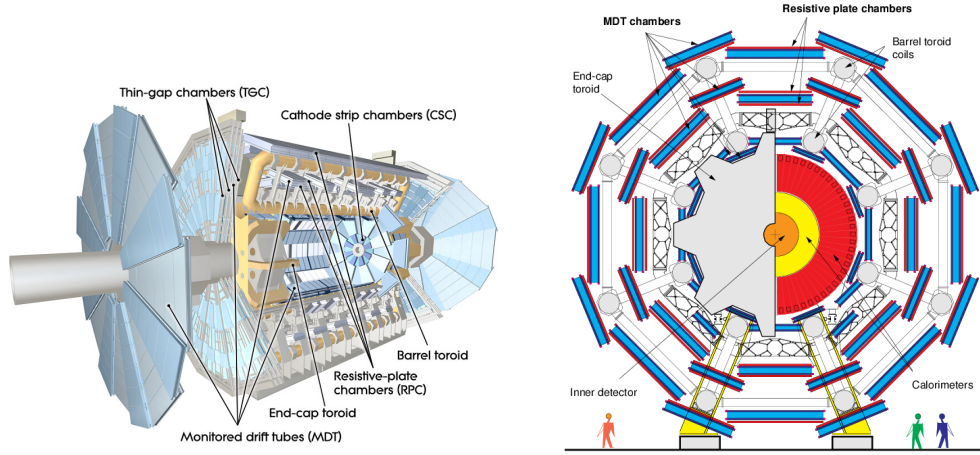 Thin-gap chambers (TGC)
Cathode strip chambers (CSC)
Barrel toroid
Resistive-plate
chambers (RPC)
End-cap toroid
Monitored drift tubes (MDT)
MDT chambers
Resistive plate chambers
Barrel toroid
coils
End-cap
toroid
Inner detector
Calorimeters